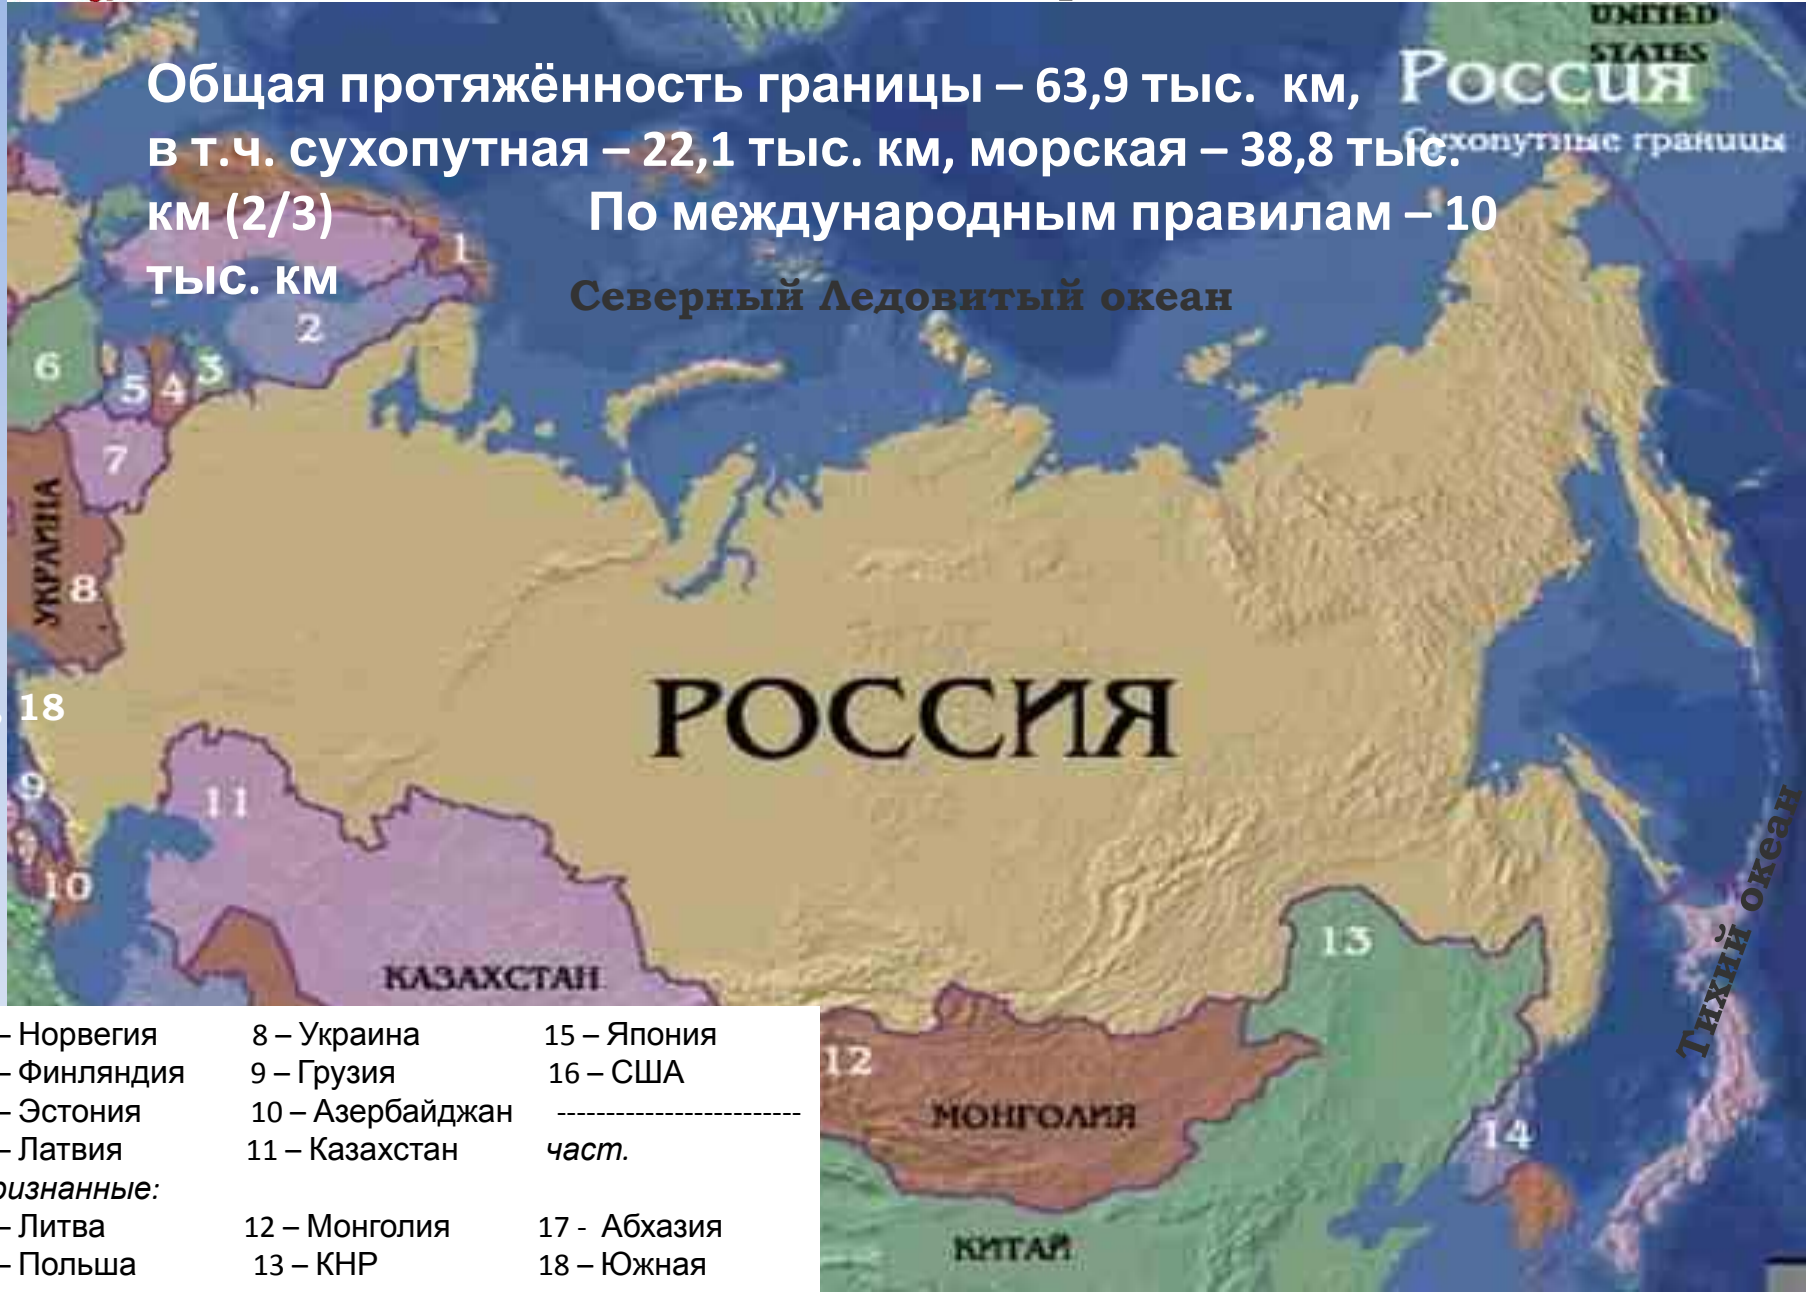 Общая протяжённость границы – 63,9 тыс. км,
в т.ч. сухопутная – 22,1 тыс. км, морская – 38,8 тыс.
км (2/3) По международным правилам – 10
тыс. км
UNITED
STATES
Россия
Сухопутные границы
Северный Ледовитый океан
1
2
3
4
5
6
7
УКРАИНА
8
18
9
10
11
РОССИЯ
КАЗАХСТАН
12
МОНГОЛИЯ
13
14
КИТАЙ
Тихий океан
– Норвегия 8 – Украина 15 – Япония
– Финляндия 9 – Грузия 16 – США
– Эстония 10 – Азербайджан -------------------------
– Латвия 11 – Казахстан част.
ризнанные:
– Литва 12 – Монголия 17 - Абхазия
– Польша 13 – КНР 18 – Южная